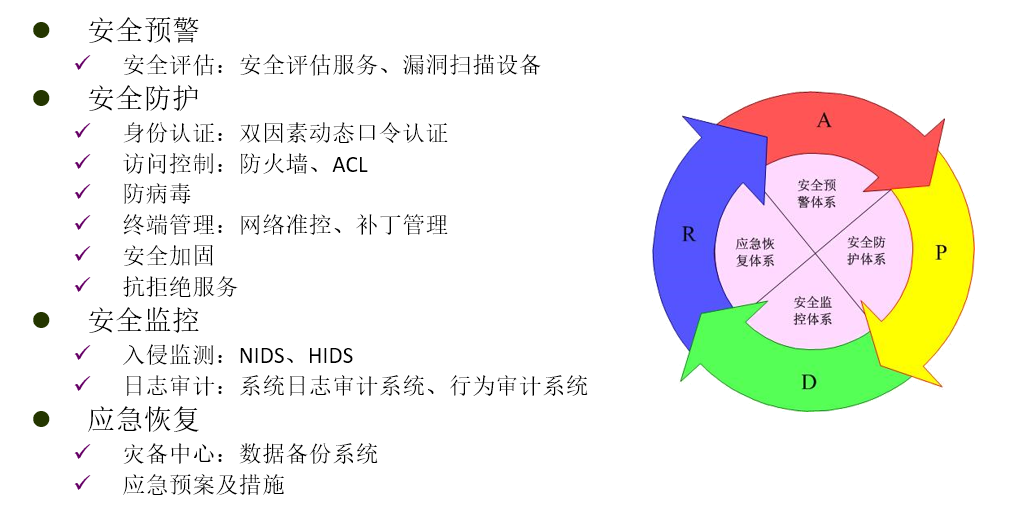 安全预警
安全评估：安全评估服务、漏洞扫描设备
安全防护
身份认证：双因素动态口令认证
访问控制：防火墙、ACL
防病毒
终端管理：网络准控、补丁管理
安全加固
抗拒绝服务
安全监控
入侵监测：NIDS、HIDS
日志审计：系统日志审计系统、行为审计系统
应急恢复
灾备中心：数据备份系统
应急预案及措施
A
安全预
警体系
R
应急恢
复体系
安全防
护体系
P
安全监
控体系
D